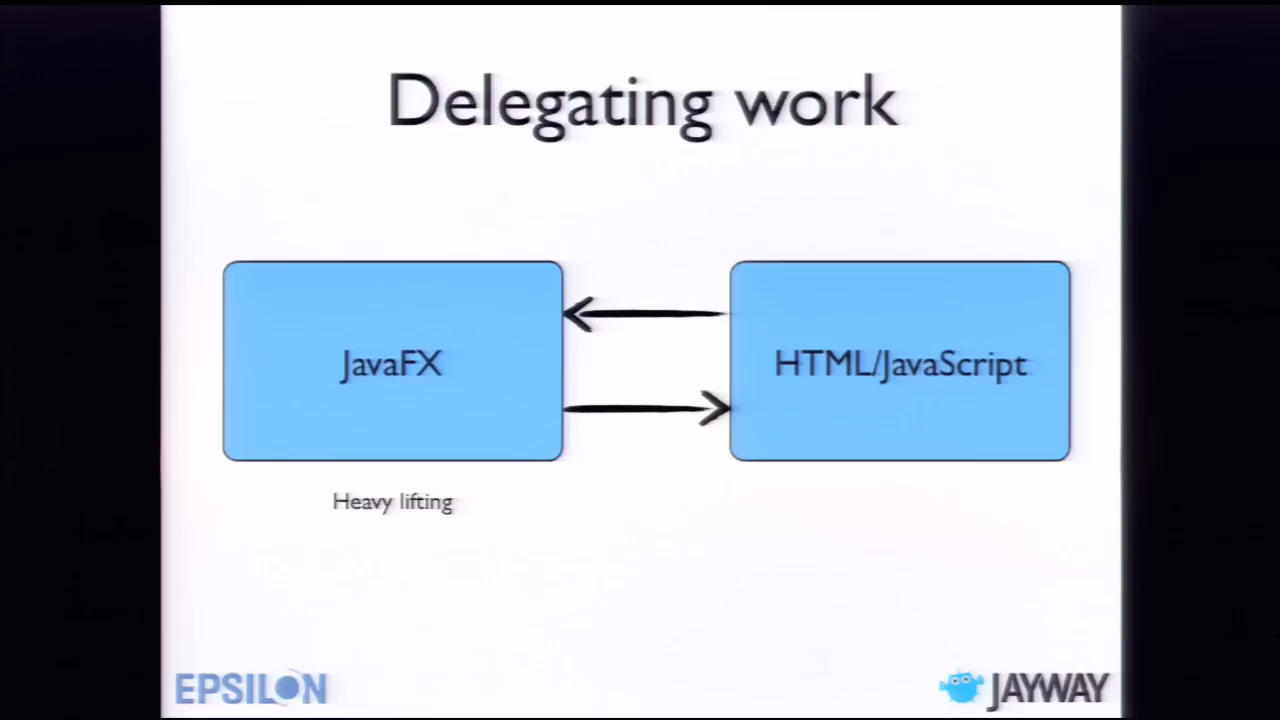 Delegating work
JavaFX
HTML/JavaScript
Heavy lifting
EPSILON
JAYWAY